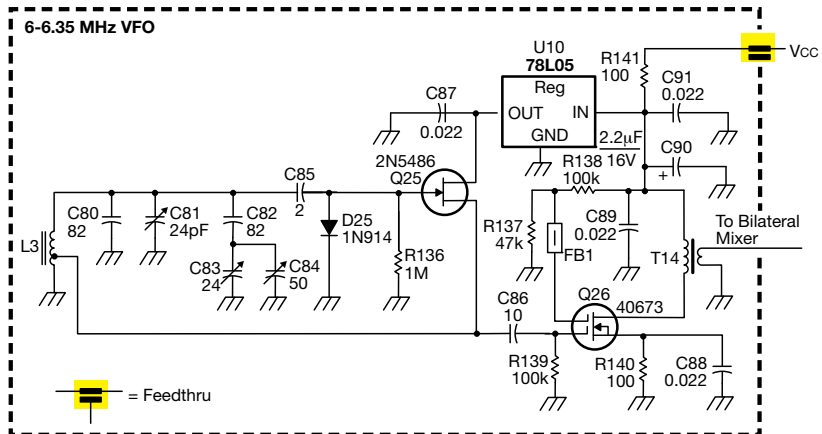 6-6.35 MHz VFO
U10
78L05
Reg
OUT
IN
GND
R141
100
VCC
C91
0.022
C87
0.022
2.2µF
16V
C90
+
2N5486
Q25
R138
100k
C85
2
C80
82
C81
24pF
C82
82
D25
1N914
R136
1M
R137
47k
FB1
C89
0.022
T14
To Bilateral
Mixer
L3
C83
24
C84
50
C86
10
Q26
40673
R139
100k
R140
100
C88
0.022
= Feedthru